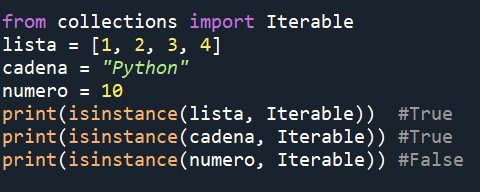 from collections import Iterable
lista = [1, 2, 3, 4]
cadena = "Python"
numero = 10
print(isinstance(lista, Iterable))  #True
print(isinstance(cadena, Iterable)) #True
print(isinstance(numero, Iterable)) #False